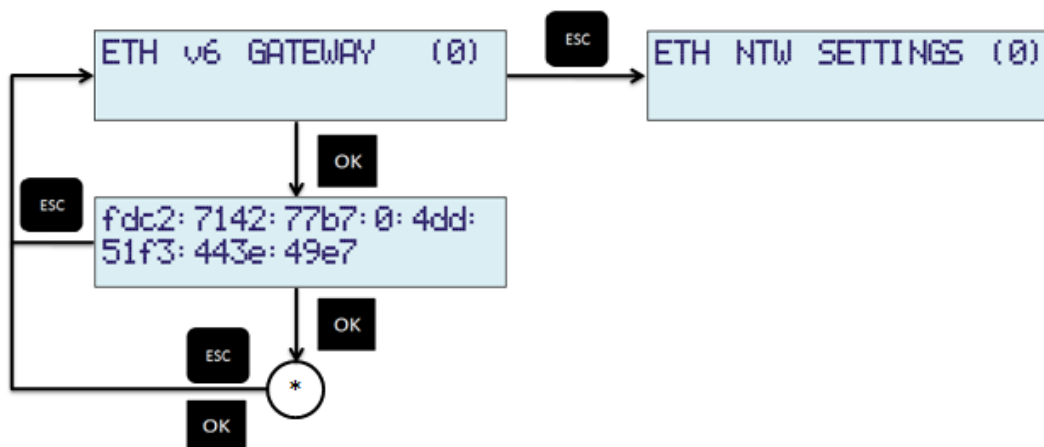 ETH v6 GATEWAY (0)
ESC
ETH NTW SETTINGS (0)
OK
ESC
fdc2:7142:77b7:0:4dd:
51f3:443e:49e7
OK
ESC
*
OK